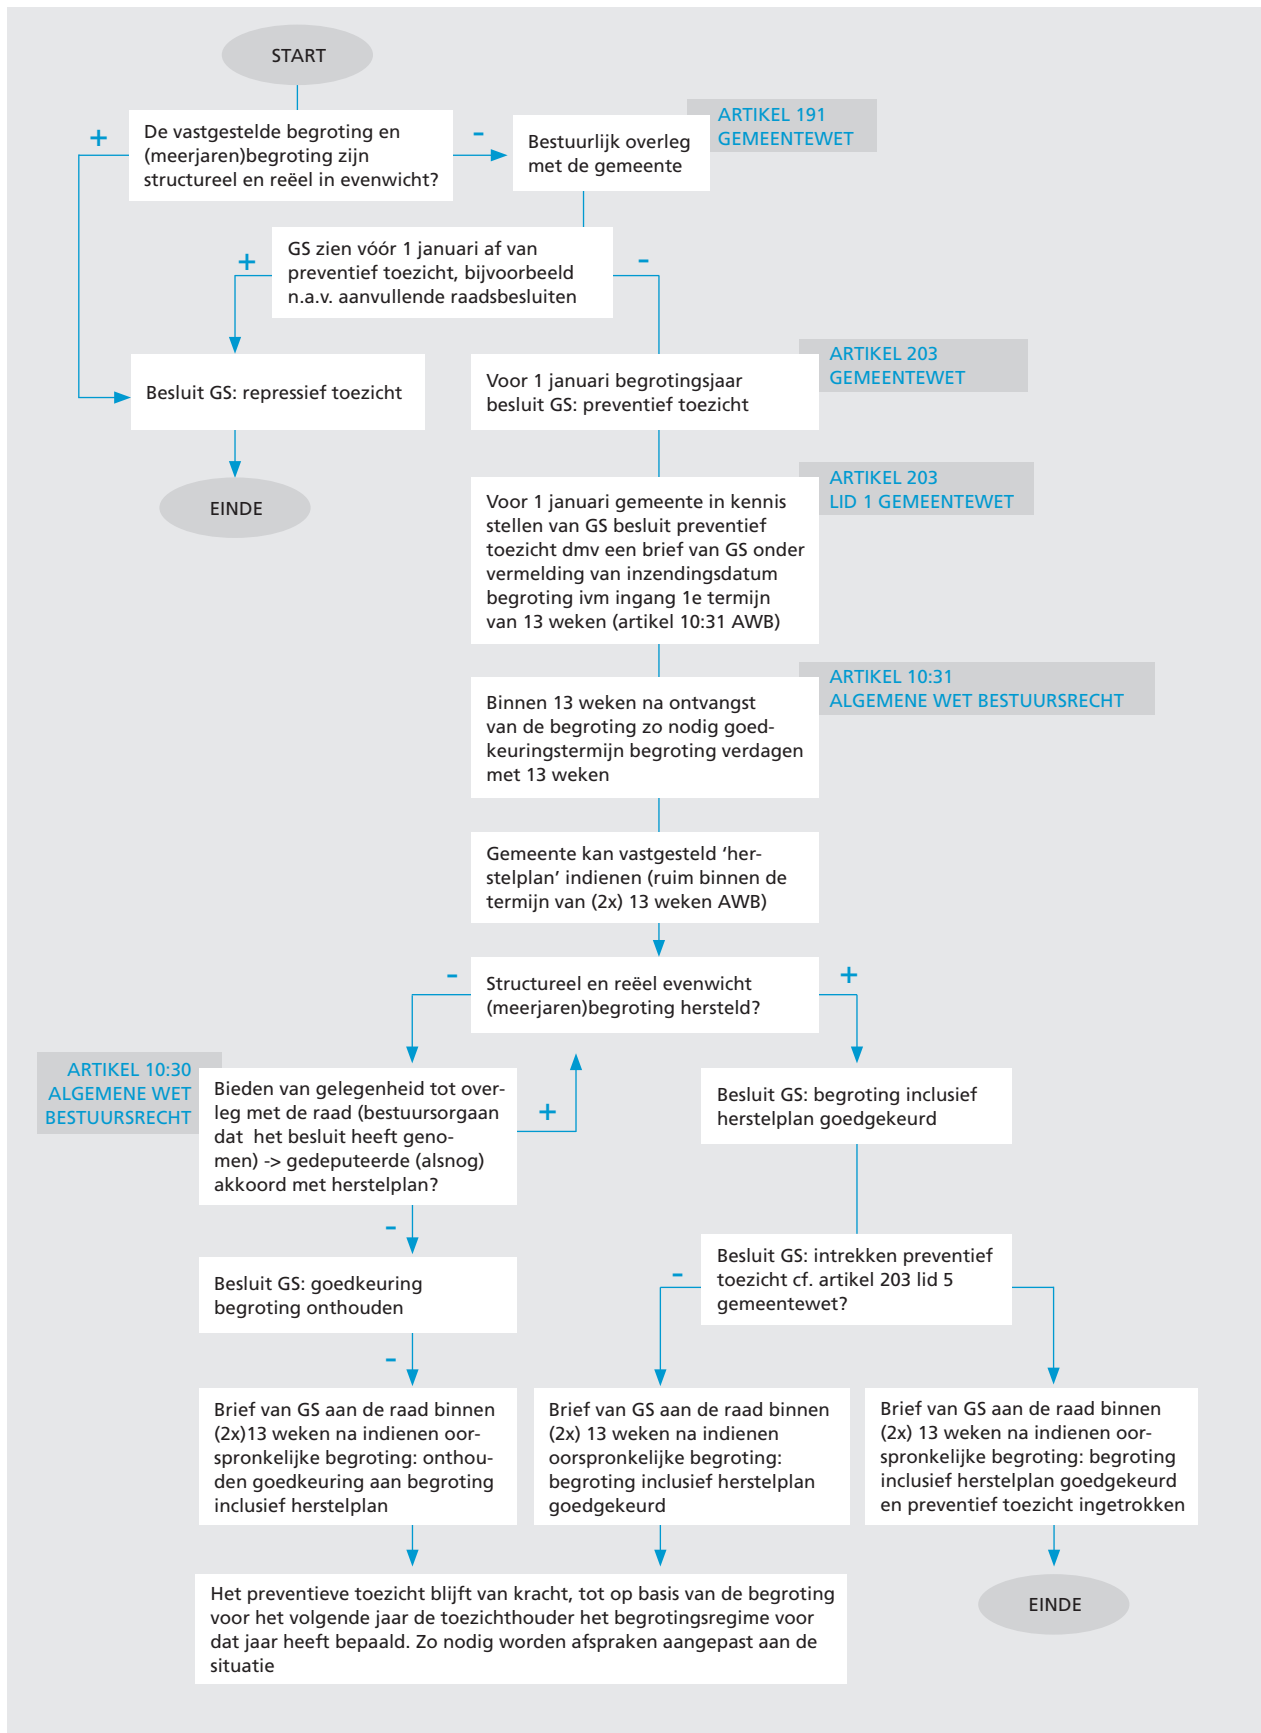 START
+
De vastgestelde begroting en
(meerjaren)begroting zijn
structureel en reëel in evenwicht?
-
Bestuurlijk overleg
met de gemeente
ARTIKEL 191
GEMEENTEWET
+
GS zien vóór 1 januari af van
preventief toezicht, bijvoorbeeld
n.a.v. aanvullende raadsbesluiten
-
Besluit GS: repressief toezicht
Voor 1 januari begrotingsjaar
besluit GS: preventief toezicht
ARTIKEL 203
GEMEENTEWET
EINDE
Voor 1 januari gemeente in kennis
stellen van GS besluit preventief
toezicht dmv een brief van GS onder
vermelding van inzendingsdatum
begroting ivm ingang 1e termijn
van 13 weken (artikel 10:31 AWB)
ARTIKEL 203
LID 1 GEMEENTEWET
Binnen 13 weken na ontvangst
van de begroting zo nodig goed-
keuringstermijn begroting verdagen
met 13 weken
ARTIKEL 10:31
ALGEMENE WET BESTUURSRECHT
Gemeente kan vastgesteld ‘her-
stelplan’ indienen (ruim binnen de
termijn van (2x) 13 weken AWB)
-
Structureel en reëel evenwicht
(meerjaren)begroting hersteld?
+
ARTIKEL 10:30
ALGEMENE WET
BESTUURSRECHT
Bieden van gelegenheid tot over-
leg met de raad (bestuursorgaan
dat het besluit heeft geno-
men) -> gedeputeerde (alsnog)
akkoord met herstelplan?
+
Besluit GS: begroting inclusief
herstelplan goedgekeurd
-
Besluit GS: goedkeuring
begroting onthouden
-
Besluit GS: intrekken preventief
toezicht cf. artikel 203 lid 5
gemeentewet?
-
Brief van GS aan de raad binnen
(2x)13 weken na indienen oor-
spronkelijke begroting: onthou-
den goedkeuring aan begroting
inclusief herstelplan
Brief van GS aan de raad binnen
(2x) 13 weken na indienen
oorspronkelijke begroting:
begroting inclusief herstelplan
goedgekeurd
Brief van GS aan de raad binnen
(2x) 13 weken na indienen oor-
spronkelijke begroting: begroting
inclusief herstelplan goedgekeurd
en preventief toezicht ingetrokken
Het preventieve toezicht blijft van kracht, tot op basis van de begroting
voor het volgende jaar de toezichthouder het begrotingsregime voor
dat jaar heeft bepaald. Zo nodig worden afspraken aangepast aan de
situatie
EINDE